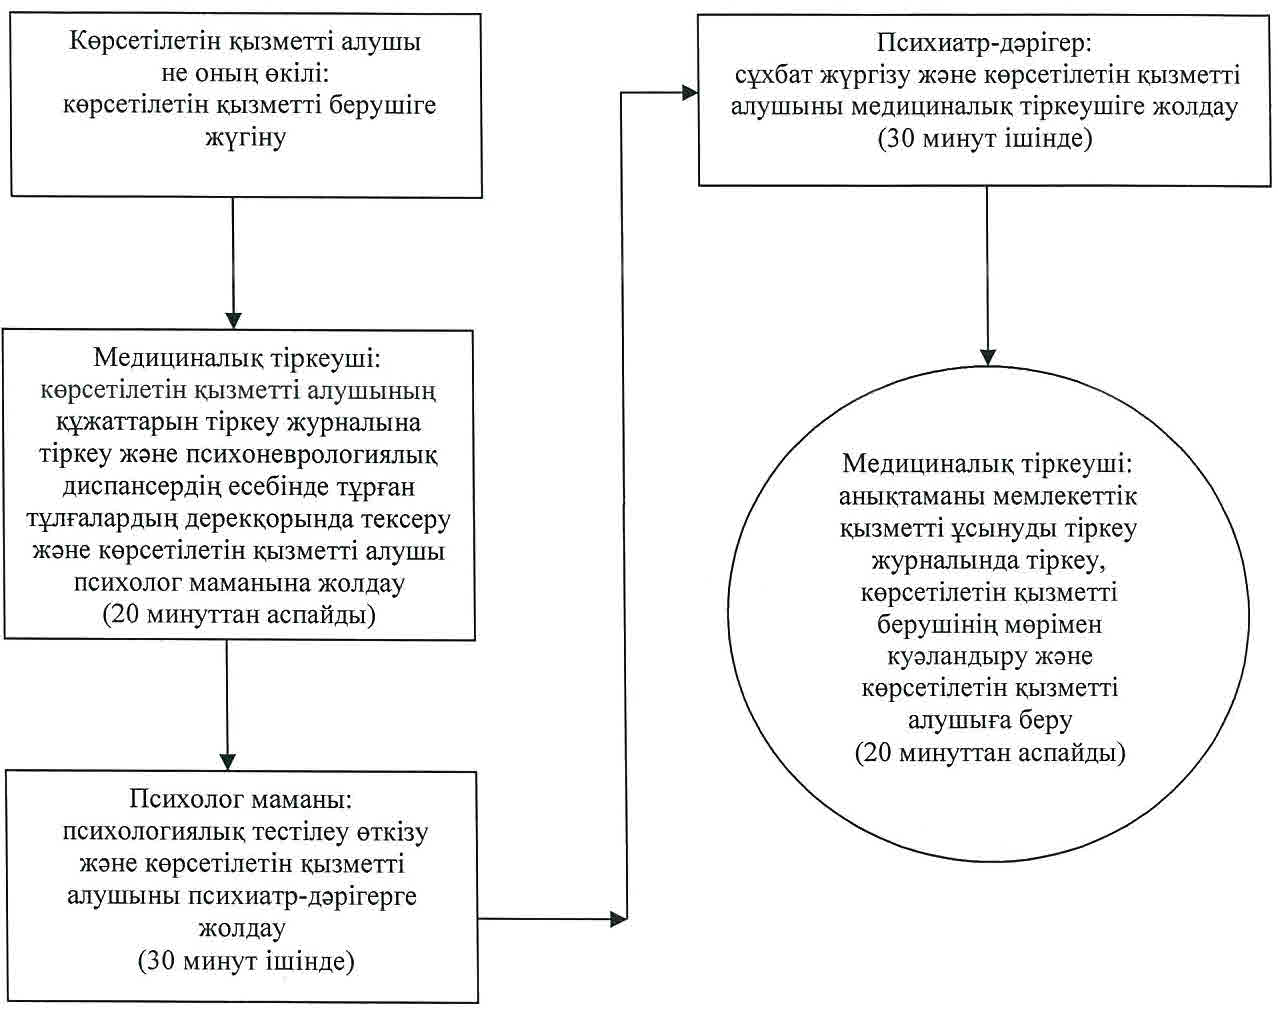 Көрсетілетін қызметті алушы
не оның өкілі:
көрсетілетін қызметті берушіге
жүгіну
Медициналық тіркеуші:
көрсетілетін қызметті алушының
құжаттарын тіркеу журналына
тіркеу және психоневрологиялық
диспансердің есебінде тұрған
тұлғалардың дерекқорында тексеру
және көрсетілетін қызметті алушы
психолог маманына жолдау
(20 минуттан аспайды)
Психолог маманы:
психологиялық тестілеу өткізу
және көрсетілетін қызметті
алушыны психиатр-дәрігерге
жолдау
(30 минут ішінде)
Психиатр-дәрігер:
сұхбат жүргізу және көрсетілетін қызметті
алушыны медициналық тіркеушіге жолдау
(30 минут ішінде)
Медициналық тіркеуші:
анықтаманы мемлекеттік
қызметті ұсынуды тіркеу
журналында тіркеу,
көрсетілетін қызметті
берушінің мөрімен
куәландыру және
көрсетілетін қызметті
алушыға беру
(20 минуттан аспайды)